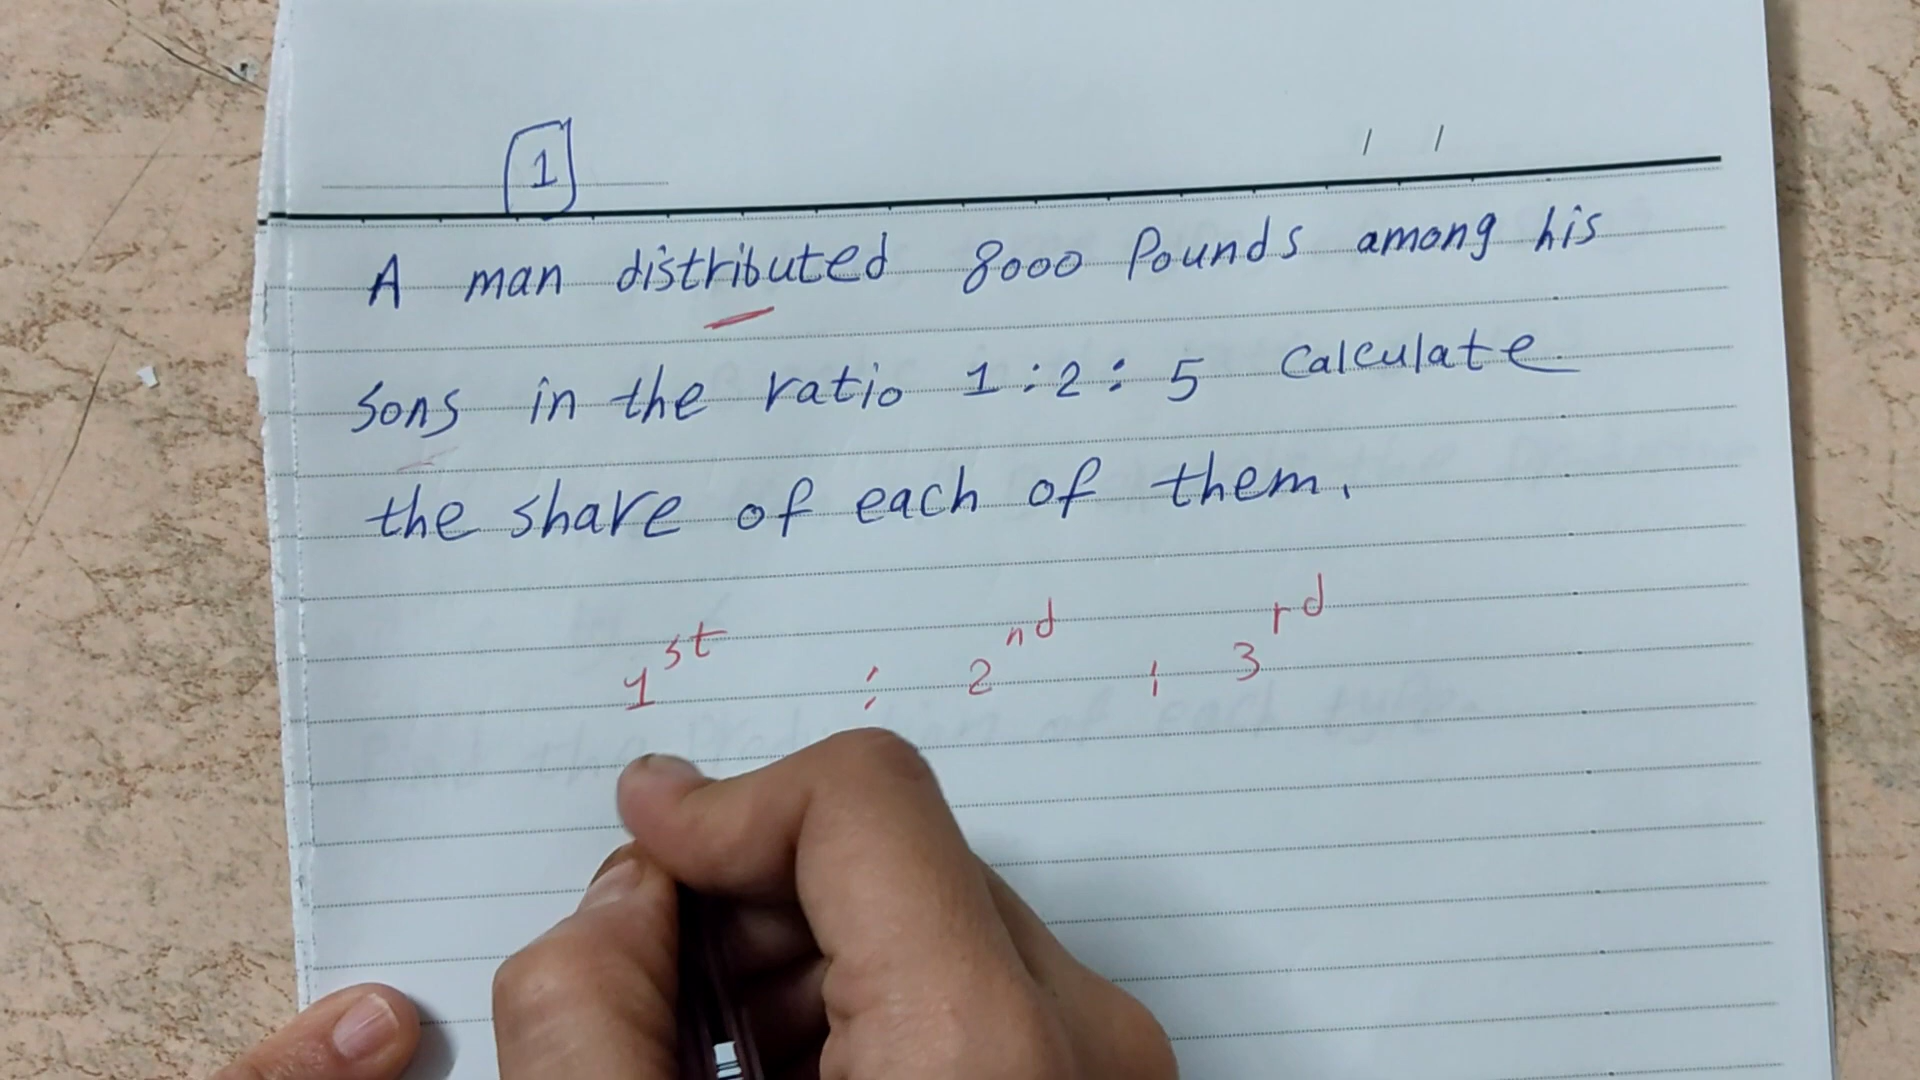 1
A man distributed 8000 Pounds among his
sons in the ratio 1 : 2 : 5 Calculate
the share of each of them.
1st : 2nd : 3rd